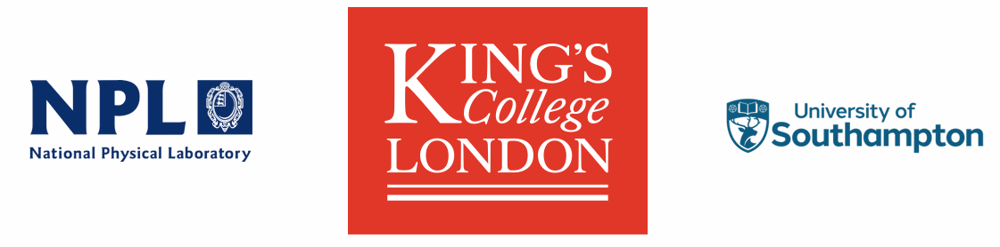 NPL
National Physical Laboratory
KING'S
College
LONDON
University of
Southampton